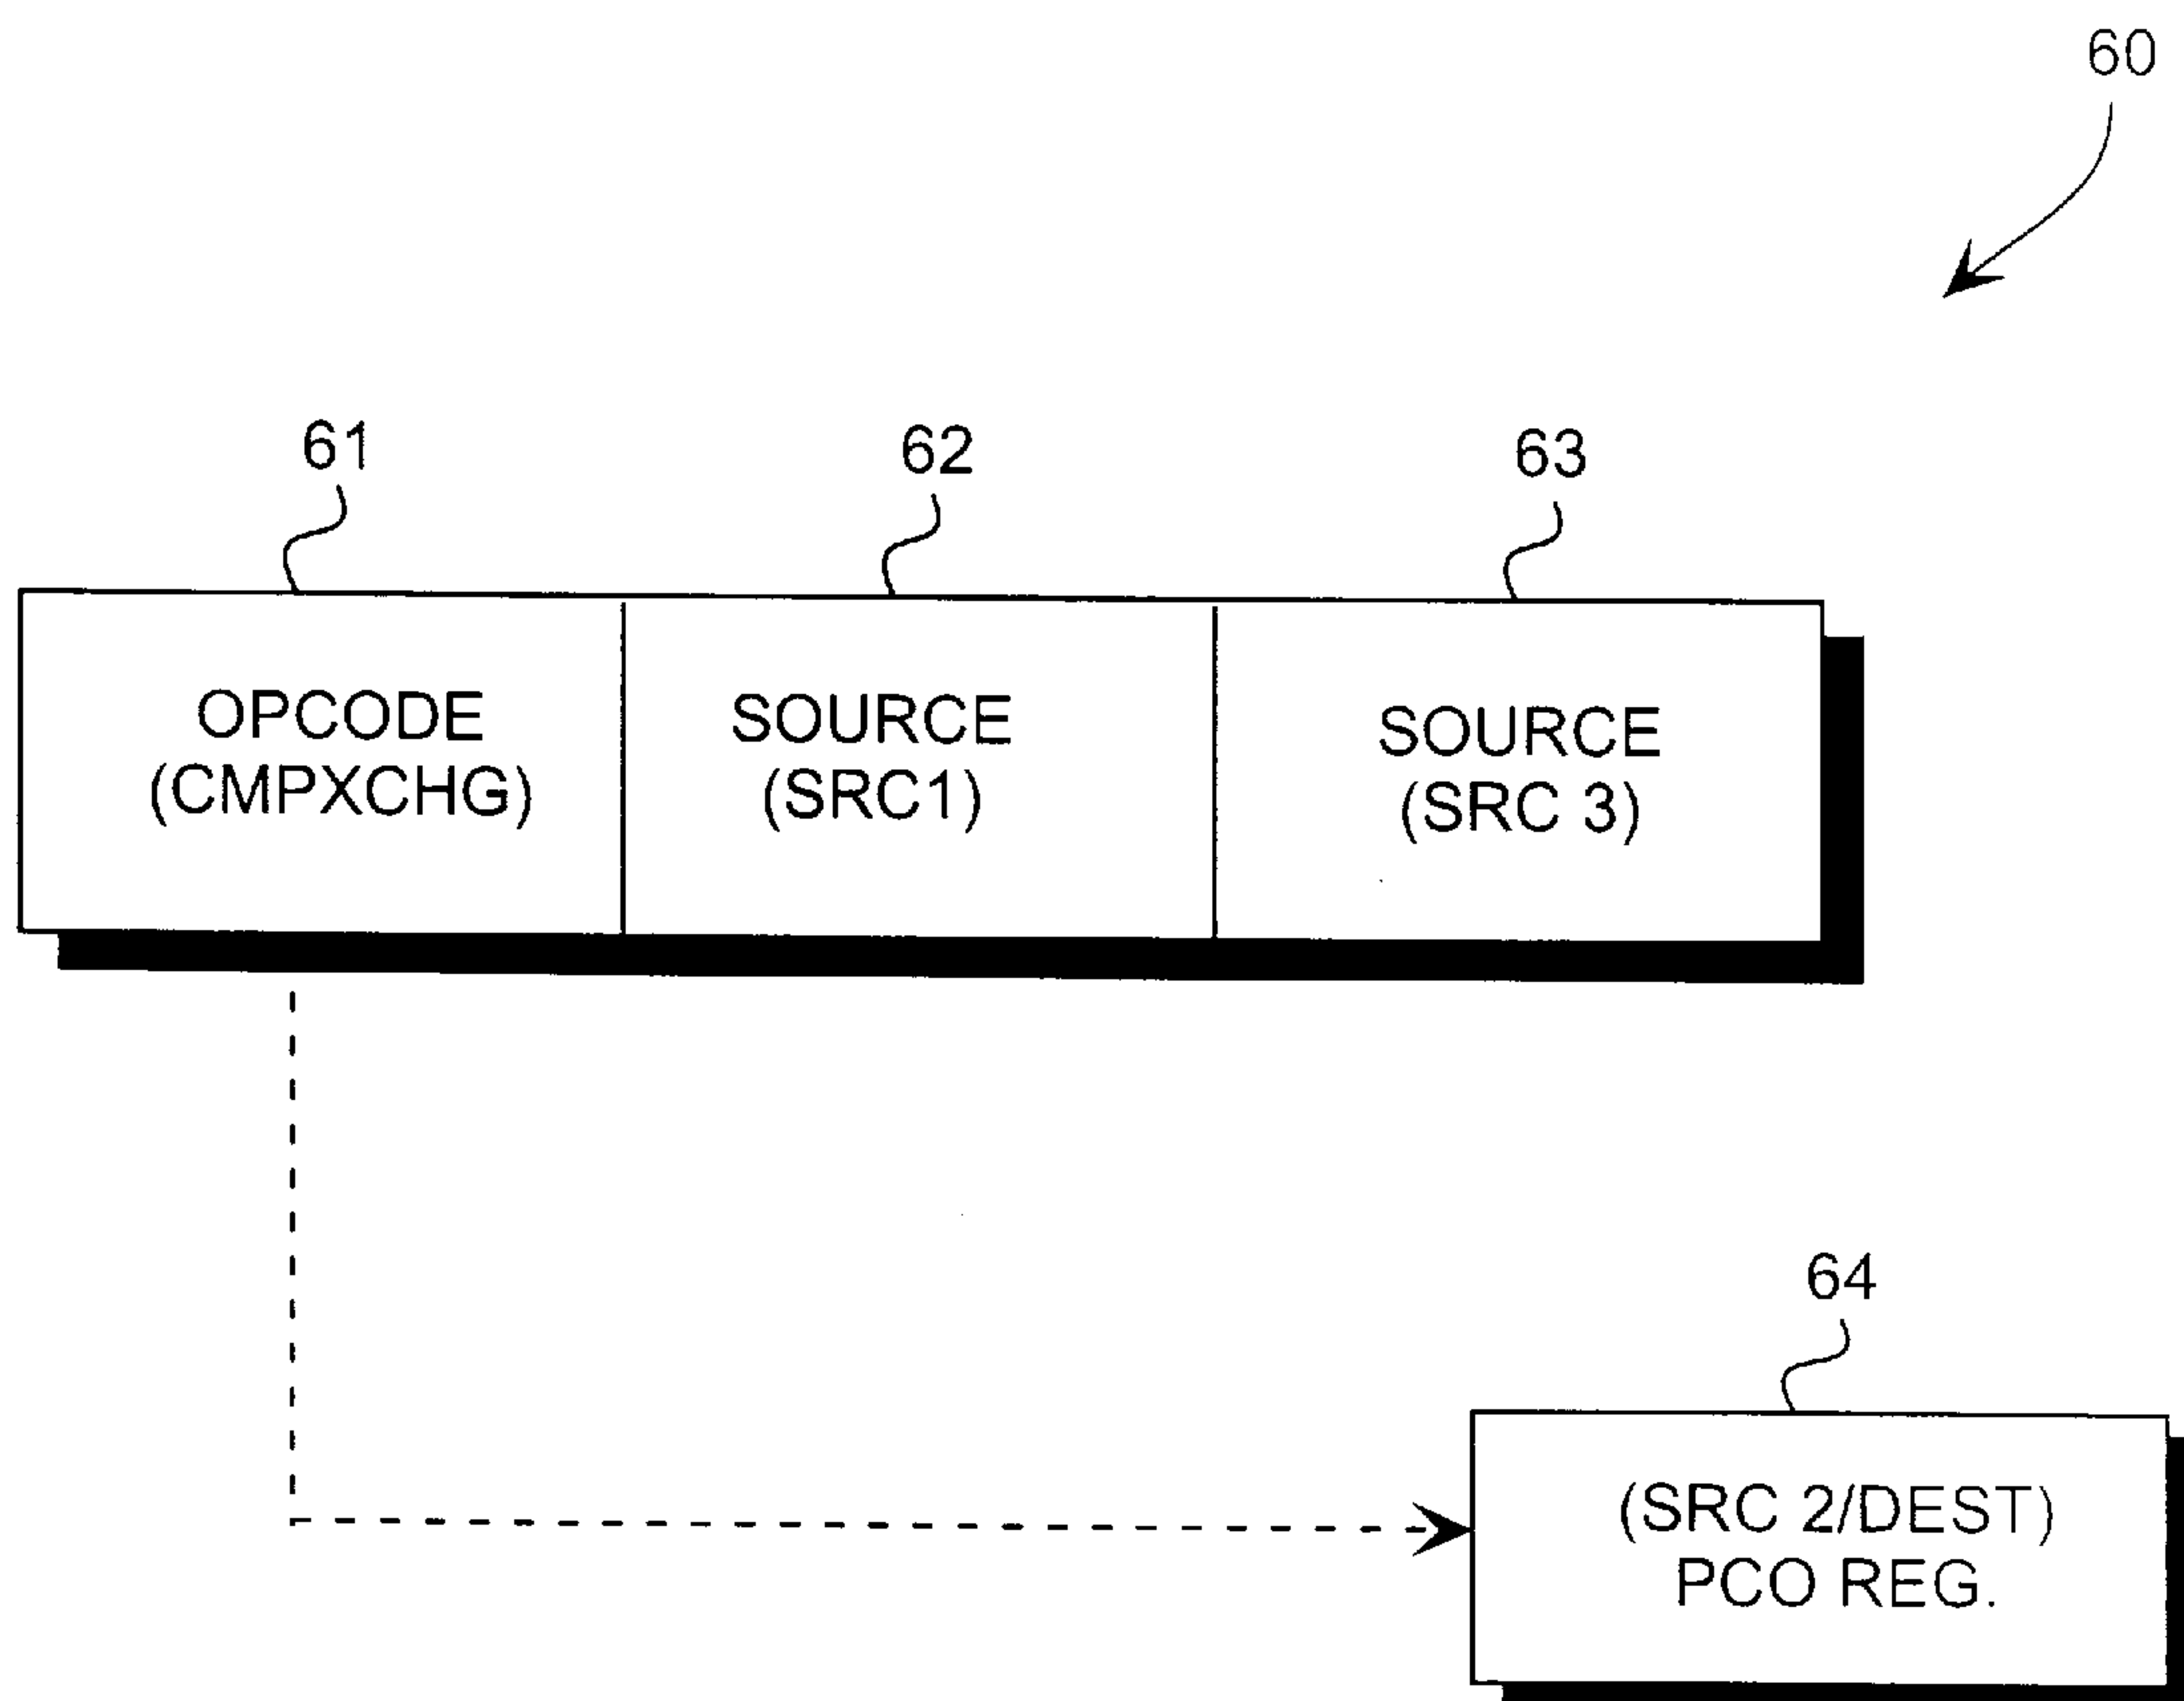 60
61
62
63
OPCODE
(CMPXCHG)
SOURCE
(SRC1)
SOURCE
(SRC 3)
64
(SRC 2/DEST)
PCO REG.